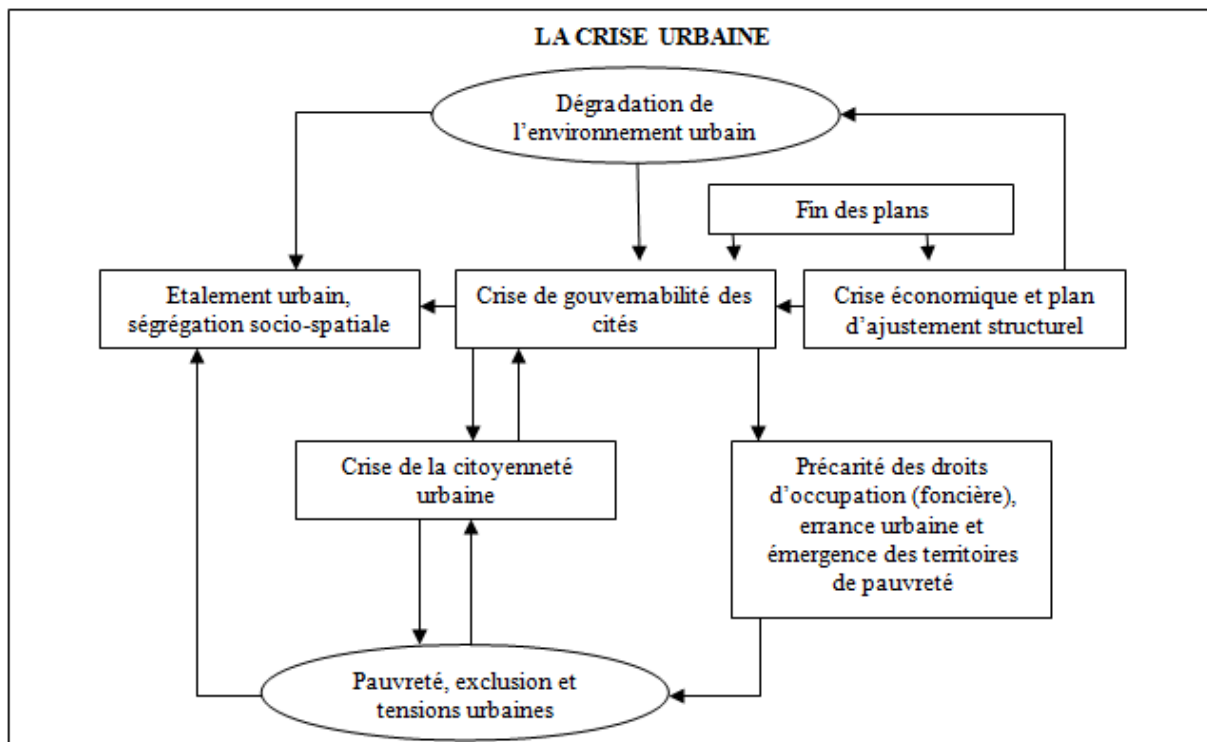 LA CRISE URBAINE
Dégradation de
l’environnement urbain
Fin des plans
Etalement urbain,
ségrégation socio-spatiale
Crise de gouvernabilité des
cités
Crise économique et plan
d’ajustement structurel
Crise de la citoyenneté
urbaine
Précarité des droits
d’occupation (foncière),
errance urbaine et
émergence des territoires
de pauvreté
Pauvreté, exclusion et
tensions urbaines